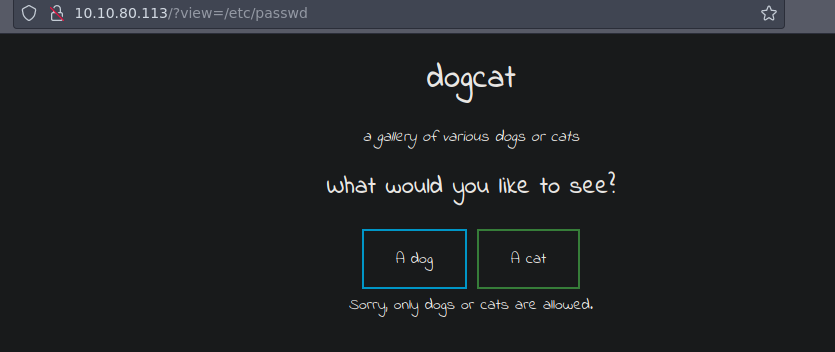 10.10.80.113/?view=/etc/passwd
dogcat
a gallery of various dogs or cats
What would you like to see?
A dog A cat
Sorry, only dogs or cats are allowed.